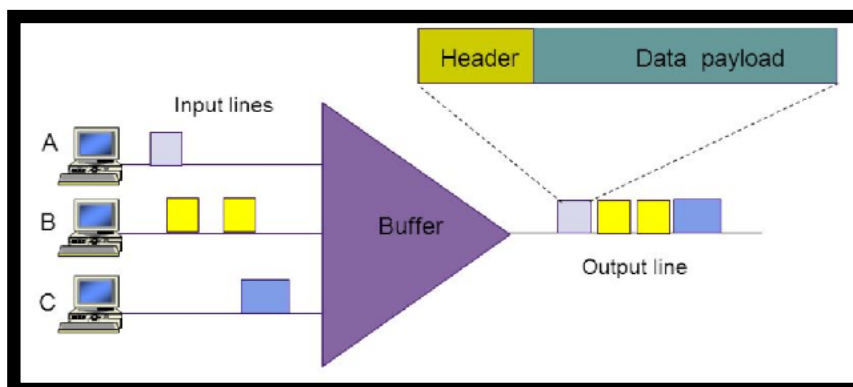 Header Data payload
Input lines
A
B
Buffer
Output line
C